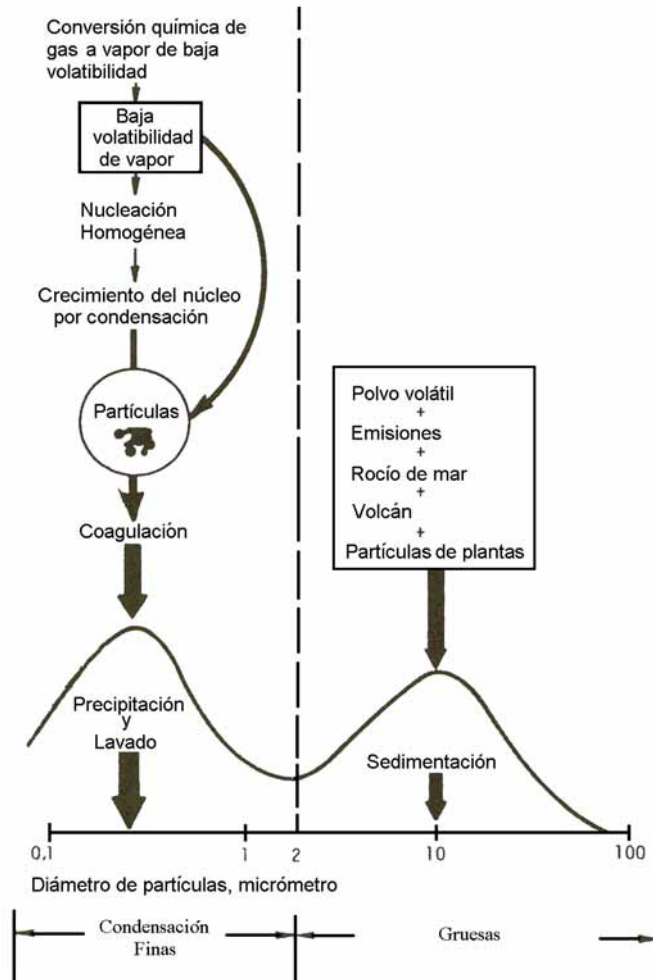 Conversión química de
gas a vapor de baja
volatibilidad
Baja
volatibilidad
de vapor
Nucleación
Homogénea
Crecimiento del núcleo
por condensación
Partículas
Coagulación
Precipitación
y
Lavado
Polvo volátil
+
Emisiones
+
Rocío de mar
+
Volcán
+
Partículas de plantas
Sedimentación
0,1 1 2 10 100
Diámetro de partículas, micrómetro
Condensación
Finas
Gruesas